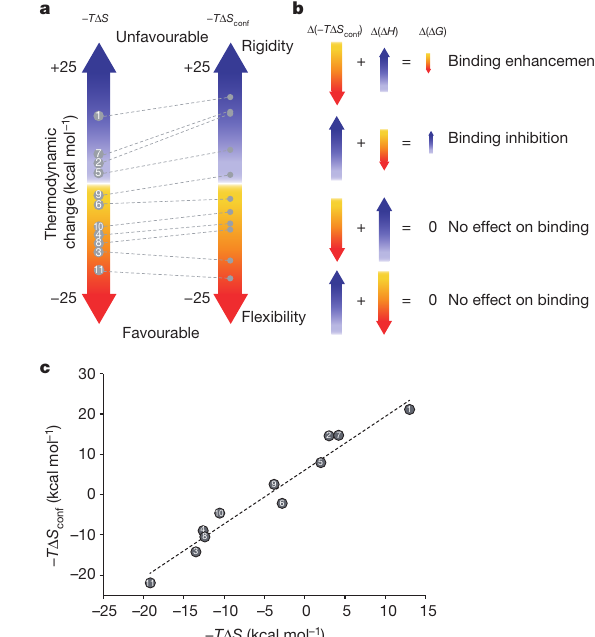 a
−TΔS
−TΔSconf
Unfavourable
Rigidity
+25
+25
Thermodynamic
change (kcal mol−1)
1
7
2
5
9
6
10
4
8
3
11
−25
−25
Flexibility
Favourable
b
Δ(−TΔSconf) Δ(ΔH) Δ(ΔG)
+ = Binding enhancemen
+ = Binding inhibition
+ = 0 No effect on binding
+ = 0 No effect on binding
c
30
20
10
0
−10
−20
−TΔSconf (kcal mol−1)
1
2
7
5
9
6
10
4
8
3
11
−25 −20 −15 −10 −5 0 5 10 15
−TΔS (kcal mol−1)